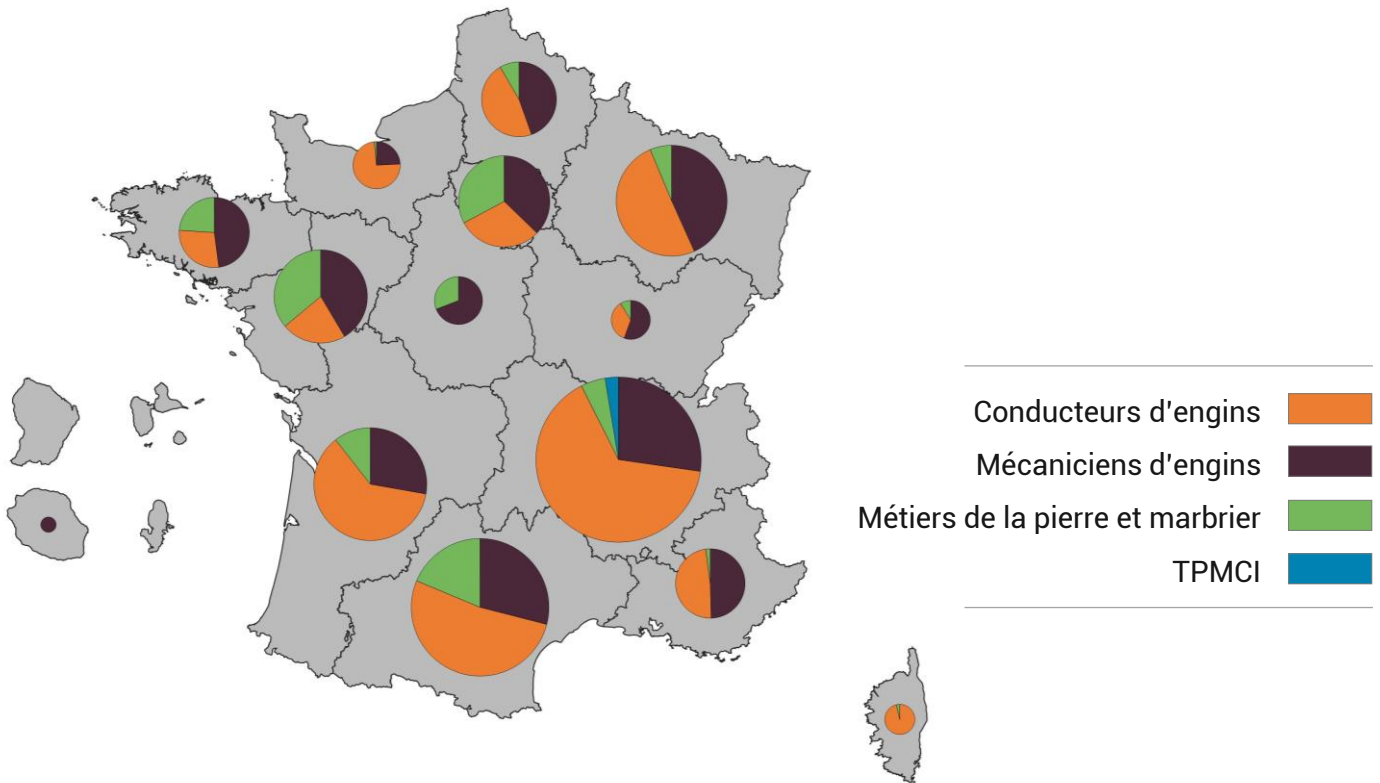 Conducteurs d'engins
Mécaniciens d'engins
Métiers de la pierre et marbrier
TPMCI